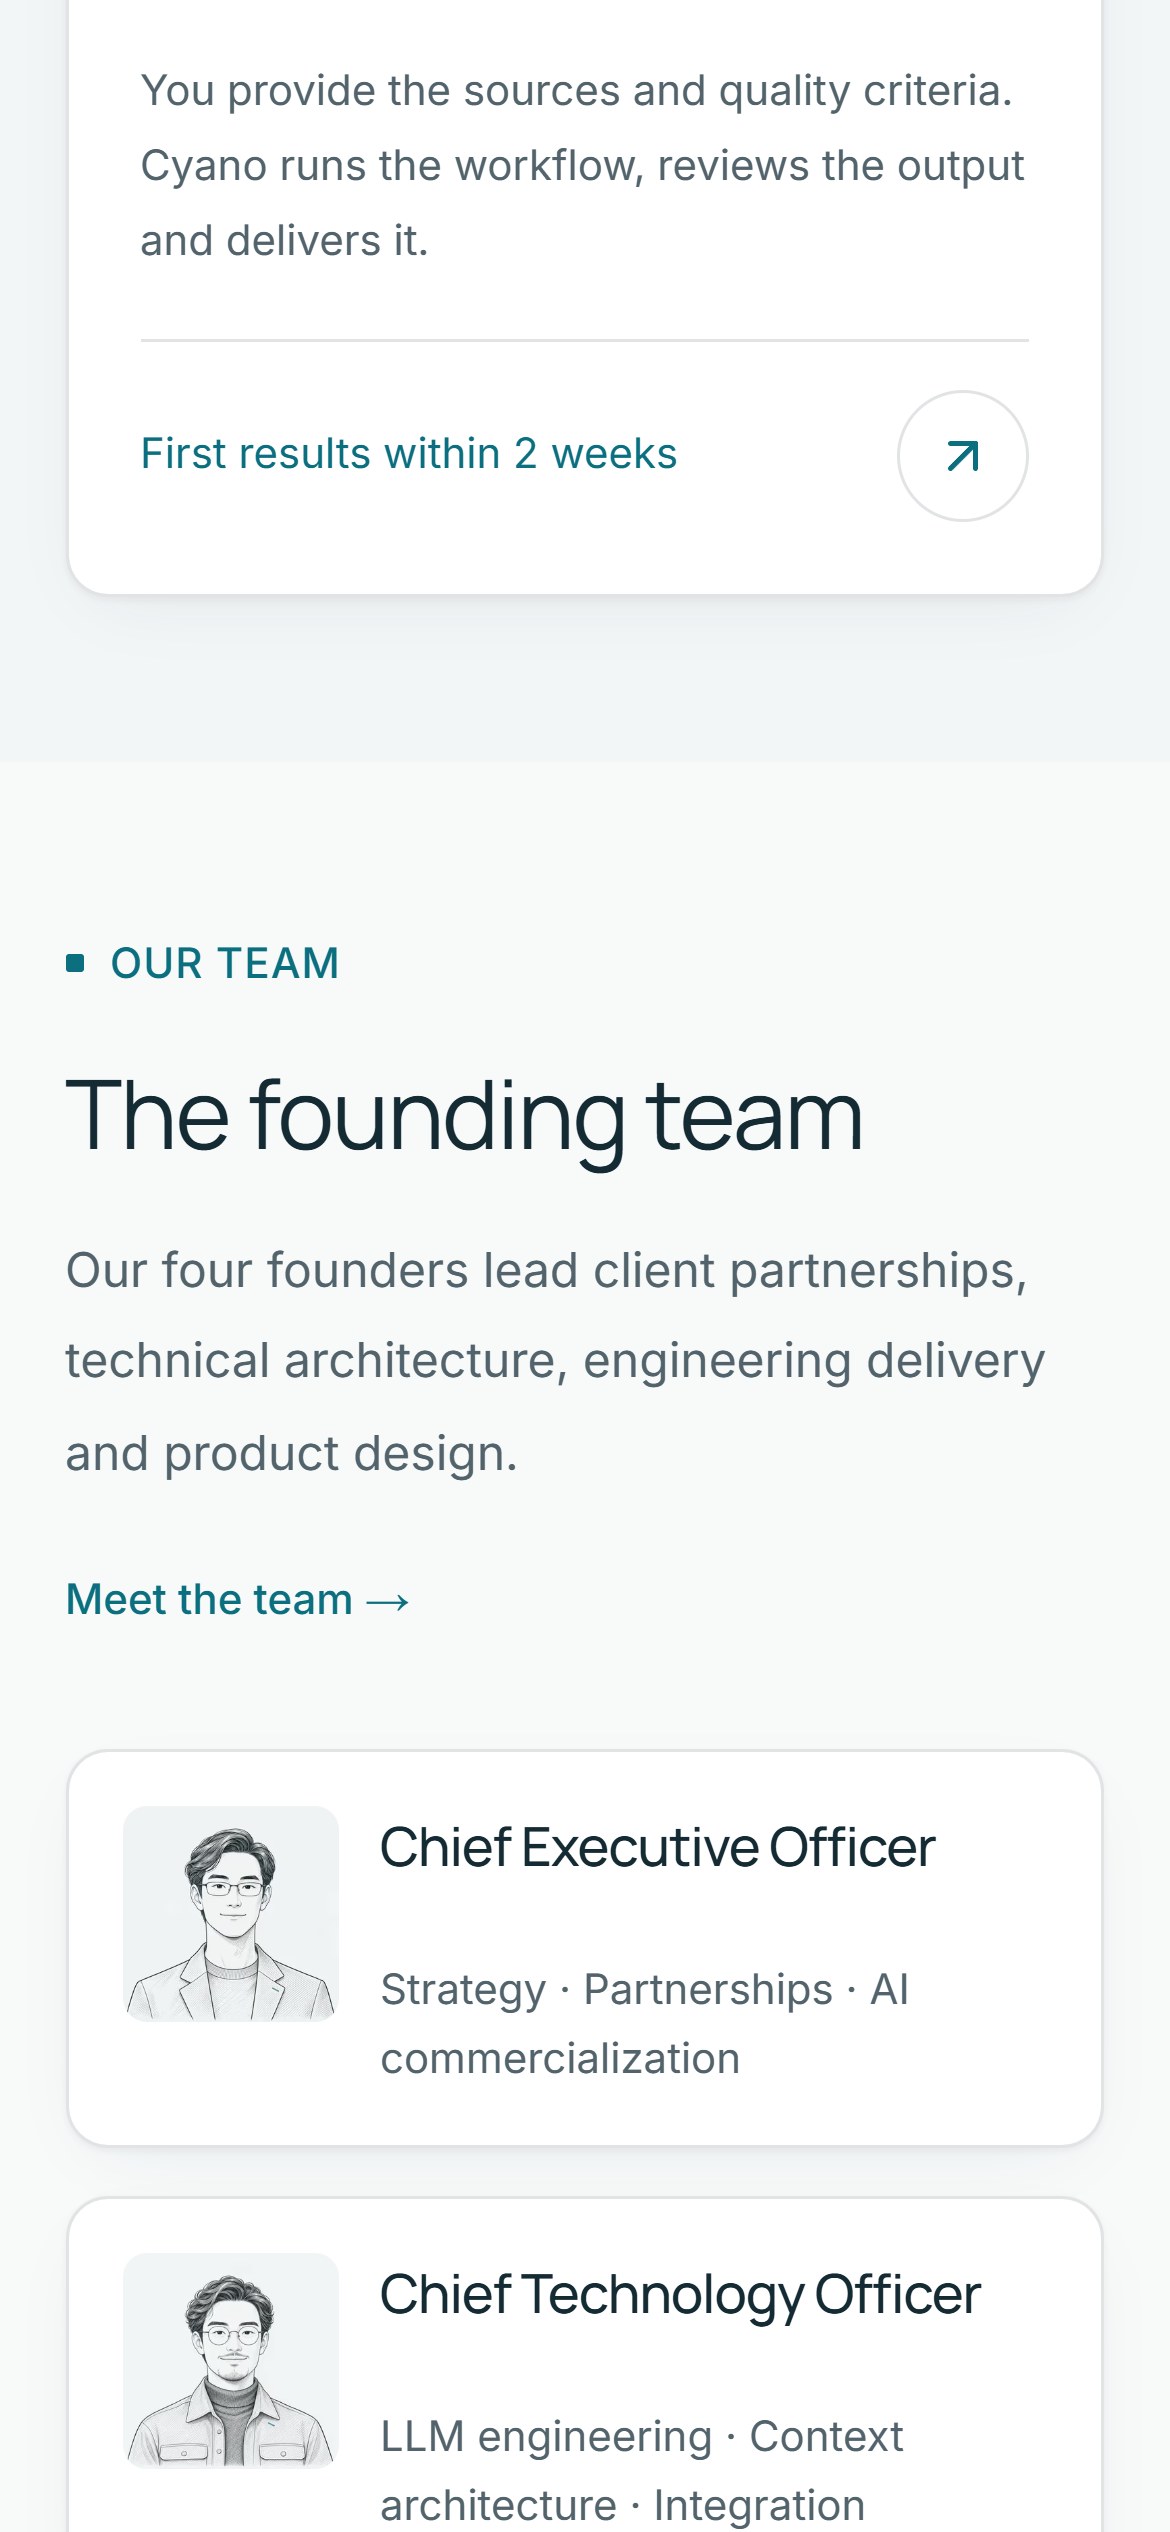 You provide the sources and quality criteria.
Cyano runs the workflow, reviews the output
and delivers it.
First results within 2 weeks
OUR TEAM
The founding team
Our four founders lead client partnerships,
technical architecture, engineering delivery
and product design.
Meet the team →
Chief Executive Officer
Strategy · Partnerships · AI
commercialization
Chief Technology Officer
LLM engineering · Context
architecture · Integration